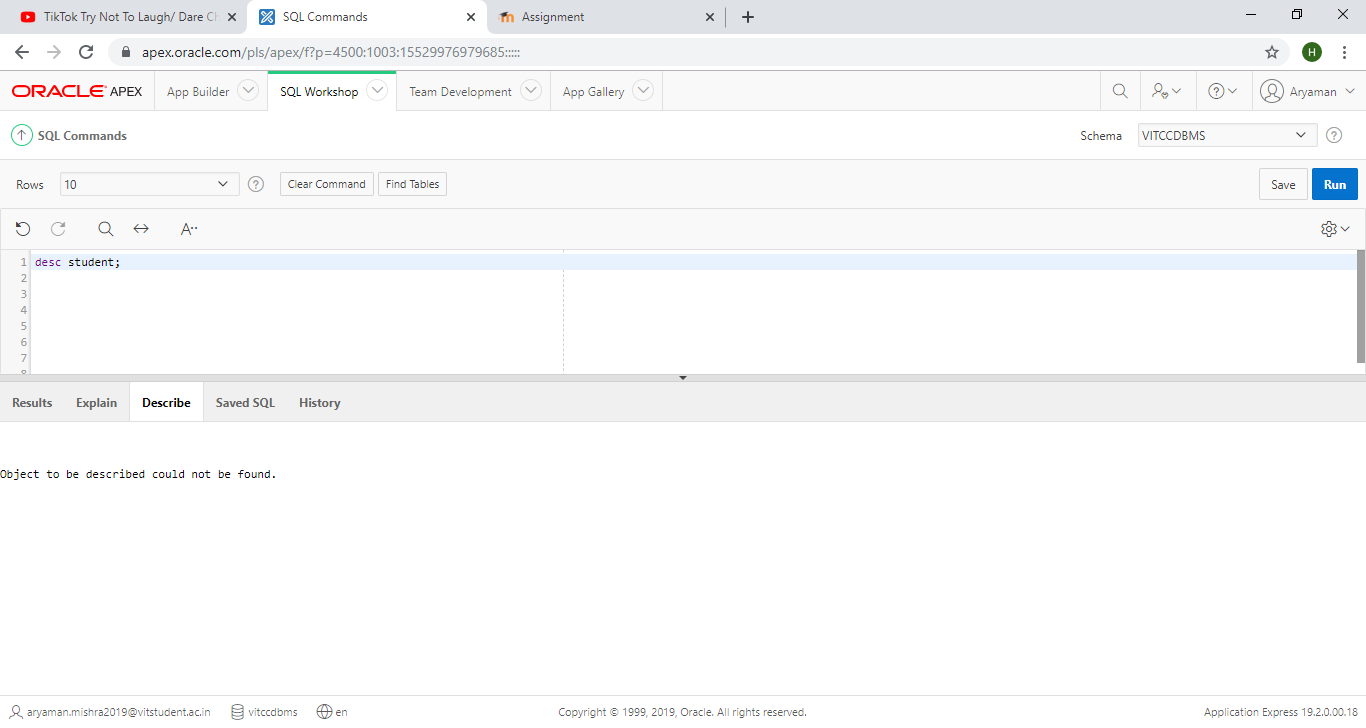 TikTok Try Not To Laugh/ Dare Ch
SQL Commands
Assignment
apex.oracle.com/pls/apex/f?p=4500:1003:15529976979685:::::
H
ORACLE APEX
App Builder
SQL Workshop
Team Development
App Gallery
Aryaman
SQL Commands
Schema
VITCCDBMS
Rows
10
Clear Command
Find Tables
Save
Run
A
1 desc student;
2
3
4
5
6
7
8
Results
Explain
Describe
Saved SQL
History
Object to be described could not be found.
aryaman.mishra2019@vitstudent.ac.in
vitccdbms
en
Copyright © 1999, 2019, Oracle. All rights reserved.
Application Express 19.2.0.00.18